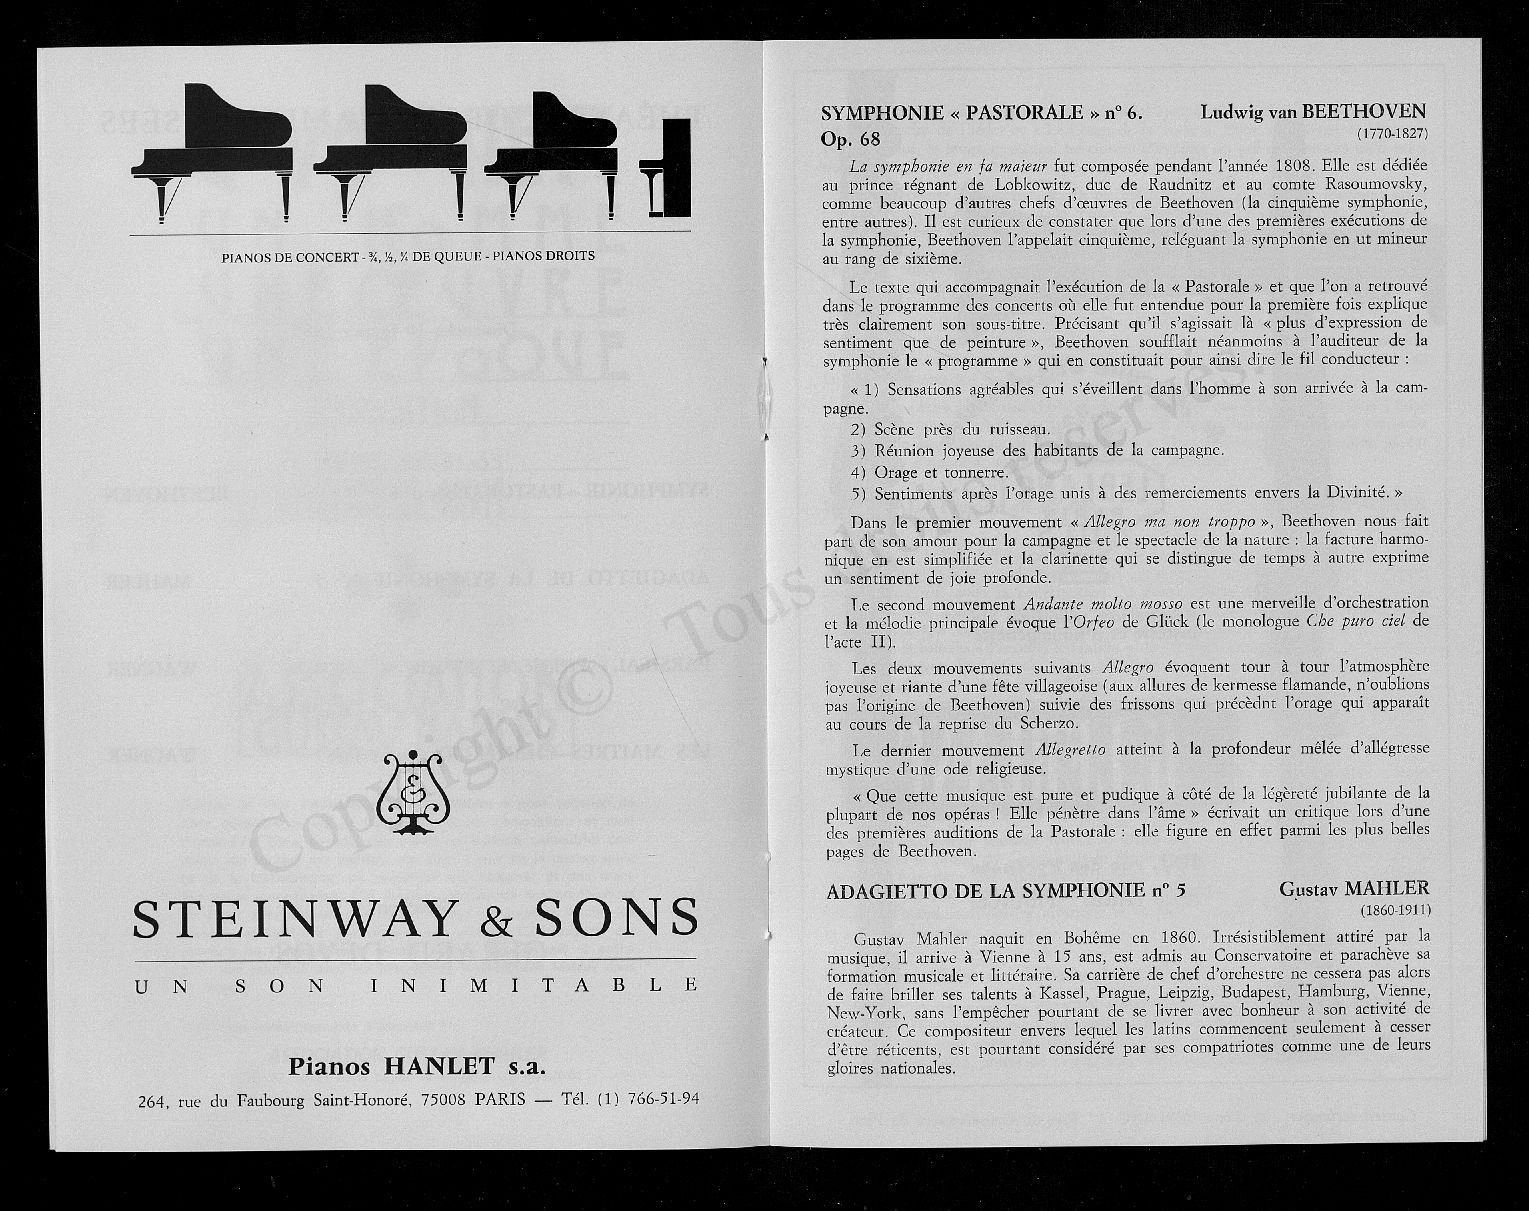 PIANOS DE CONCERT - ¾, ½, ¼ DE QUEUE - PIANOS DROITS
STEINWAY & SONS
UN SON INIMITABLE
Pianos HANLET s.a.
264, rue du Faubourg Saint-Honoré, 75008 PARIS — Tél. (1) 766-51-94
SYMPHONIE « PASTORALE » n° 6. Ludwig van BEETHOVEN
Op. 68 (1770-1827)
La symphonie en fa majeur fut composée pendant l'année 1808. Elle est dédiée
au prince régnant de Lobkowitz, duc de Raudnitz et au comte Rasoumovsky,
comme beaucoup d'autres chefs d'œuvres de Beethoven (la cinquième symphonie,
entre autres). Il est curieux de constater que lors d'une des premières exécutions de
la symphonie, Beethoven l'appelait cinquième, reléguant la symphonie en ut mineur
au rang de sixième.
Le texte qui accompagnait l'exécution de la « Pastorale » et que l'on a retrouvé
dans le programme des concerts où elle fut entendue pour la première fois explique
très clairement son sous-titre. Précisant qu'il s'agissait là « plus d'expression de
sentiment que de peinture », Beethoven soufflait néanmoins à l'auditeur de la
symphonie le « programme » qui en constituait pour ainsi dire le fil conducteur :
« 1) Sensations agréables qui s'éveillent dans l'homme à son arrivée à la cam-
pagne.
2) Scène près du ruisseau.
3) Réunion joyeuse des habitants de la campagne.
4) Orage et tonnerre.
5) Sentiments après l'orage unis à des remerciements envers la Divinité. »
Dans le premier mouvement « Allegro ma non troppo », Beethoven nous fait
part de son amour pour la campagne et le spectacle de la nature : la facture harmo-
nique en est simplifiée et la clarinette qui se distingue de temps à autre exprime
un sentiment de joie profonde.
Le second mouvement Andante molto mosso est une merveille d'orchestration
et la mélodie principale évoque l'Orfeo de Glück (le monologue Che puro ciel de
l'acte II).
Les deux mouvements suivants Allegro évoquent tour à tour l'atmosphère
joyeuse et riante d'une fête villageoise (aux allures de kermesse flamande, n'oublions
pas l'origine de Beethoven) suivie des frissons qui précèdnt l'orage qui apparaît
au cours de la reprise du Scherzo.
Le dernier mouvement Allegretto atteint à la profondeur mêlée d'allégresse
mystique d'une ode religieuse.
« Que cette musique est pure et pudique à côté de la légèreté jubilante de la
plupart de nos opéras ! Elle pénètre dans l'âme » écrivait un critique lors d'une
des premières auditions de la Pastorale : elle figure en effet parmi les plus belles
pages de Beethoven.
ADAGIETTO DE LA SYMPHONIE n° 5 Gustav MAHLER
(1860-1911)
Gustav Mahler naquit en Bohême en 1860. Irrésistiblement attiré par la
musique, il arrive à Vienne à 15 ans, est admis au Conservatoire et parachève sa
formation musicale et littéraire. Sa carrière de chef d'orchestre ne cessera pas alors
de faire briller ses talents à Kassel, Prague, Leipzig, Budapest, Hamburg, Vienne,
New-York, sans l'empêcher pourtant de se livrer avec bonheur à son activité de
créateur. Ce compositeur envers lequel les latins commencent seulement à cesser
d'être réticents, est pourtant considéré par ses compatriotes comme une de leurs
gloires nationales.
Copyright © - Tous droits réservés